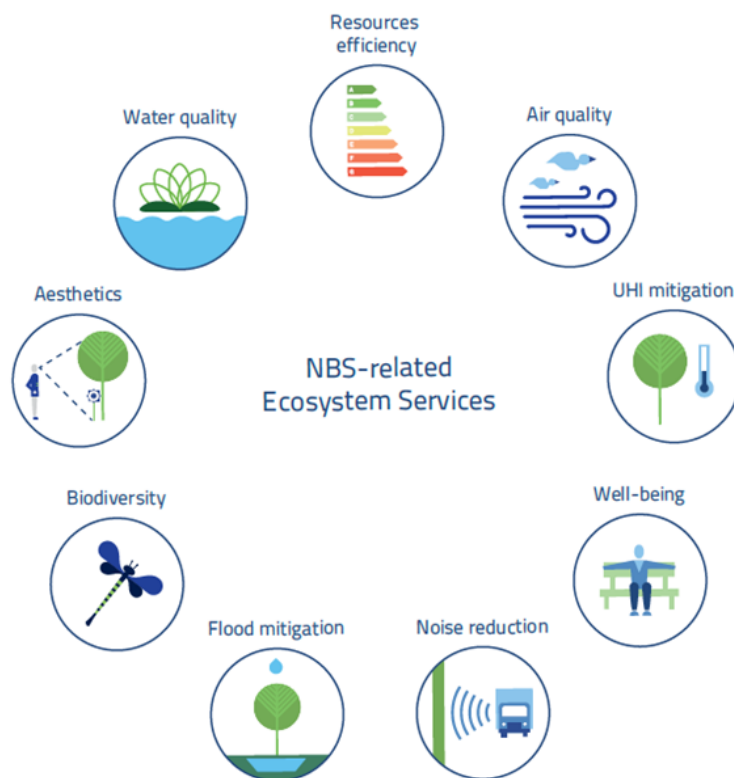 Resources
efficiency
A
B
C
D
E
F
G
Water quality
Air quality
Aesthetics
UHI mitigation
NBS-related
Ecosystem Services
Biodiversity
Well-being
Flood mitigation
Noise reduction